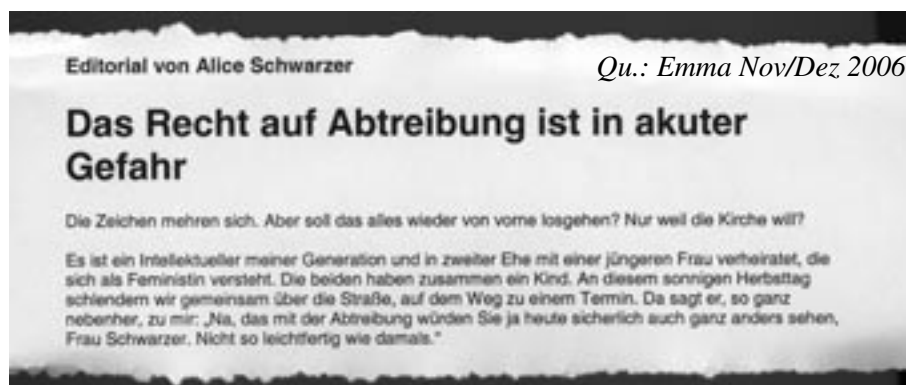 Editorial von Alice Schwarzer
Qu.: Emma Nov/Dez 2006
Das Recht auf Abtreibung ist in akuter
Gefahr
Die Zeichen mehren sich. Aber soll das alles wieder von vorne losgehen? Nur weil die Kirche will?
Es ist ein Intellektueller meiner Generation und in zweiter Ehe mit einer jüngeren Frau verheiratet, die
sich als Feministin versteht. Die beiden haben zusammen ein Kind. An diesem sonnigen Herbsttag
schlendern wir gemeinsam über die Straße, auf dem Weg zu einem Termin. Da sagt er, so ganz
nebenher, zu mir: „Na, das mit der Abtreibung würden Sie ja heute sicherlich auch ganz anders sehen,
Frau Schwarzer. Nicht so leichtfertig wie damals."